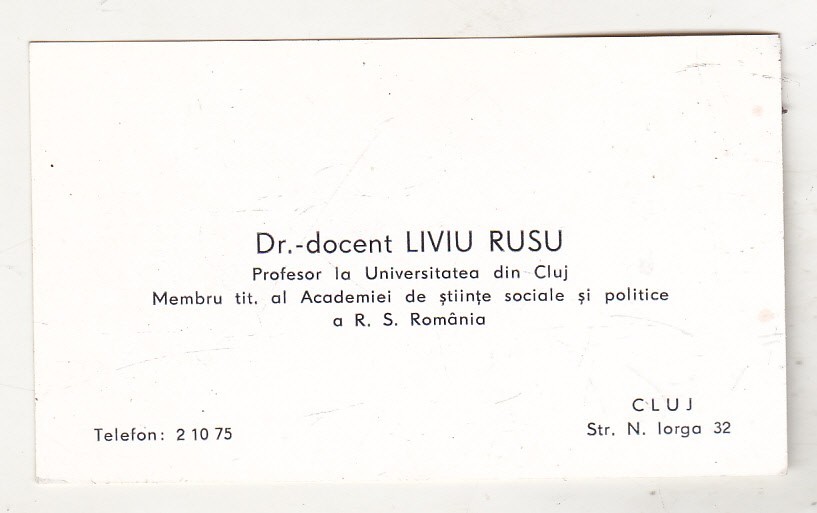 Dr.-docent LIVIU RUSU
Profesor la Universitatea din Cluj
Membru tit. al Academiei de științe sociale și politice
a R. S. România
Telefon: 2 10 75
CLUJ
Str. N. Iorga 32